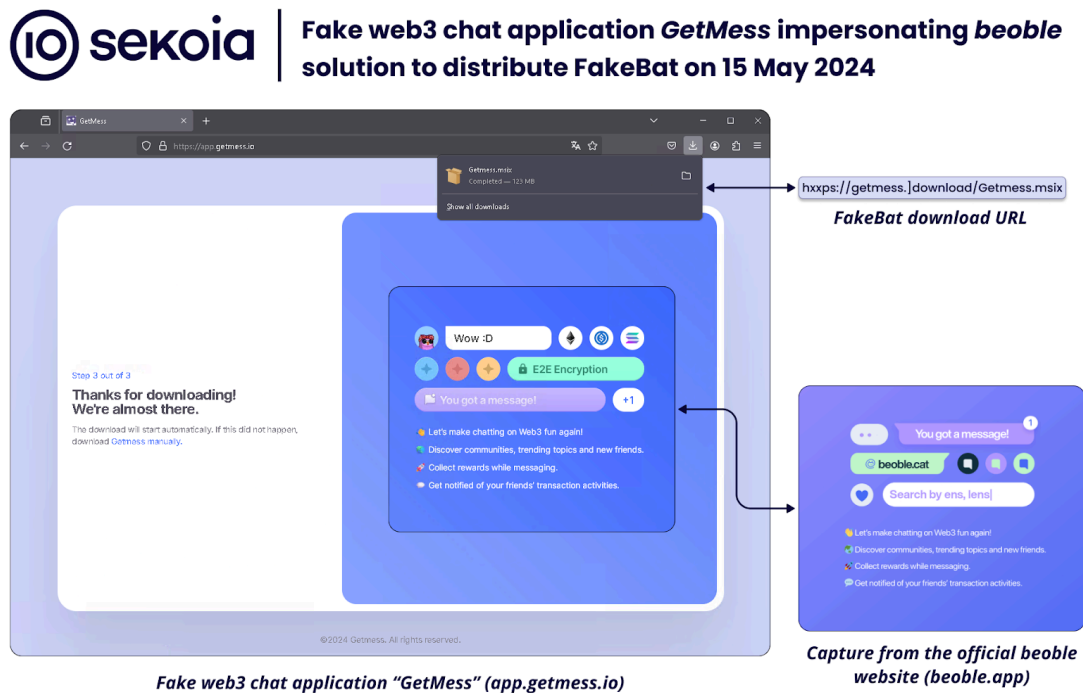 IO sekoia
Fake web3 chat application GetMess impersonating beoble
solution to distribute FakeBat on 15 May 2024
GetMess
https://app.getmess.io
Getmess.msix
Completed — 123 MB
Show all downloads
hxxps://getmess.]download/Getmess.msix
FakeBat download URL
Step 3 out of 3
Thanks for downloading!
We're almost there.
The download will start automatically. If this did not happen,
download Getmess manually.
Wow :D
E2E Encryption
You got a message!
+1
👋 Let's make chatting on Web3 fun again!
🌏 Discover communities, trending topics and new friends.
🎉 Collect rewards while messaging.
💬 Get notified of your friends' transaction activities.
©2024 Getmess. All rights reserved.
Fake web3 chat application “GetMess” (app.getmess.io)
1
You got a message!
beoble.cat
Search by ens, lens|
👋 Let's make chatting on Web3 fun again!
🌏 Discover communities, trending topics and new friends.
🎉 Collect rewards while messaging.
💬 Get notified of your friends' transaction activities.
Capture from the official beoble
website (beoble.app)